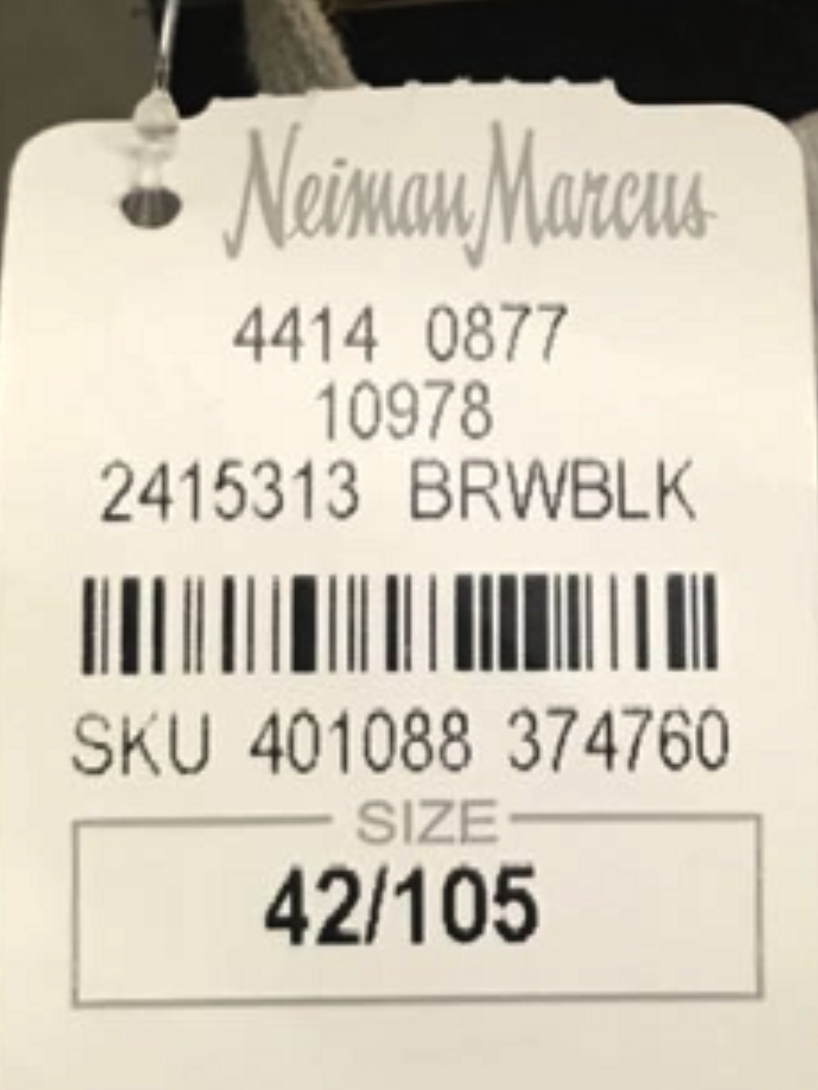 Neiman Marcus
4414 0877
10978
2415313 BRWBLK
SKU 401088 374760
SIZE
42/105